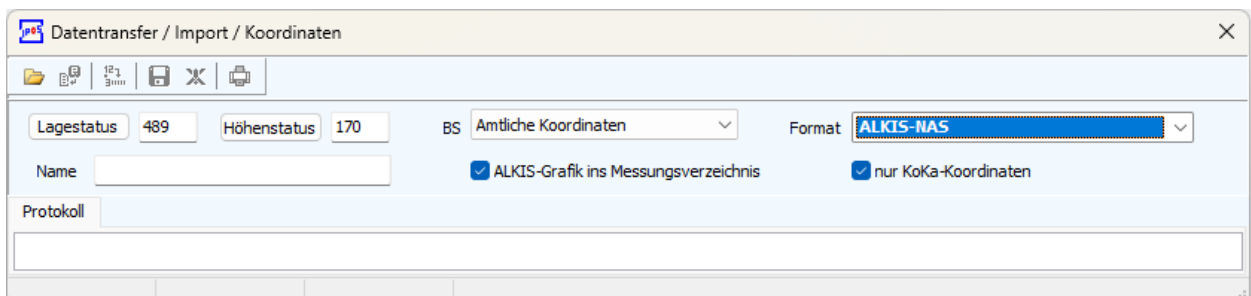 JPOS Datentransfer / Import / Koordinaten
Lagestatus 489 Höhenstatus 170 BS Amtliche Koordinaten Format ALKIS-NAS
Name ALKIS-Grafik ins Messungsverzeichnis nur KoKa-Koordinaten
Protokoll